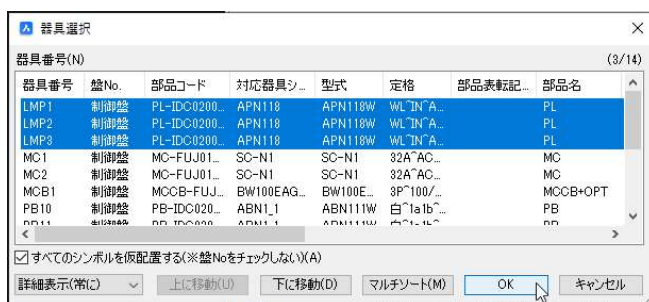 器具選択
器具番号(N) (3/14)
器具番号 盤No. 部品コード 対応器具シ... 型式 定格 部品表転記... 部品名
LMP1 制御盤 PL-IDC0200... APN118 APN118W WL^IN^A... PL
LMP2 制御盤 PL-IDC0200... APN118 APN118W WL^IN^A... PL
LMP3 制御盤 PL-IDC0200... APN118 APN118W WL^IN^A... PL
MC1 制御盤 MC-FUJ01... SC-N1 SC-N1 32A^AC... MC
MC2 制御盤 MC-FUJ01... SC-N1 SC-N1 32A^AC... MC
MCB1 制御盤 MCCB-FUJ... BW100EAG... BW100E... 3P^100/... MCCB+OPT
PB10 制御盤 PB-IDC020... ABN1_1 ABN111W 白^1a1b^... PB
すべてのシンボルを仮配置する(※盤Noをチェックしない)(A)
詳細表示(常に) 上に移動(U) 下に移動(D) マルチソート(M) OK キャンセル